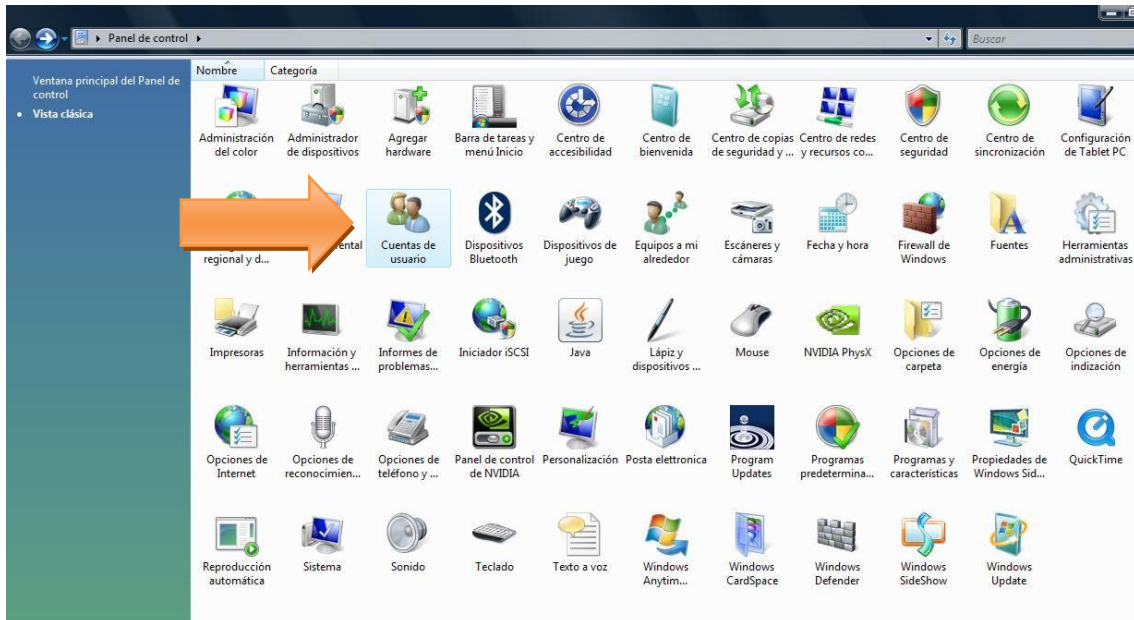 Panel de control
Buscar
Ventana principal del Panel de
control
Vista clásica
Nombre Categoría
Administración
del color
Administrador
de dispositivos
Agregar
hardware
Barra de tareas y
menú Inicio
Centro de
accesibilidad
Centro de
bienvenida
Centro de copias
de seguridad y ...
Centro de redes
y recursos co...
Centro de
seguridad
Centro de
sincronización
Configuración
de Tablet PC
regional y d...
Cuentas de
usuario
Dispositivos
Bluetooth
Dispositivos de
juego
Equipos a mi
alrededor
Escáneres y
cámaras
Fecha y hora
Firewall de
Windows
Fuentes
Herramientas
administrativas
Impresoras
Información y
herramientas ...
Informes de
problemas...
Iniciador iSCSI
Java
Lápiz y
dispositivos ...
Mouse
NVIDIA PhysX
Opciones de
carpeta
Opciones de
energía
Opciones de
indización
Opciones de
Internet
Opciones de
reconocimien...
Opciones de
teléfono y ...
Panel de control
de NVIDIA
Personalización
Posta elettronica
Program
Updates
Programas
predetermina...
Programas y
características
Propiedades de
Windows Sid...
QuickTime
Reproducción
automática
Sistema
Sonido
Teclado
Texto a voz
Windows
Anytim...
Windows
CardSpace
Windows
Defender
Windows
SideShow
Windows
Update